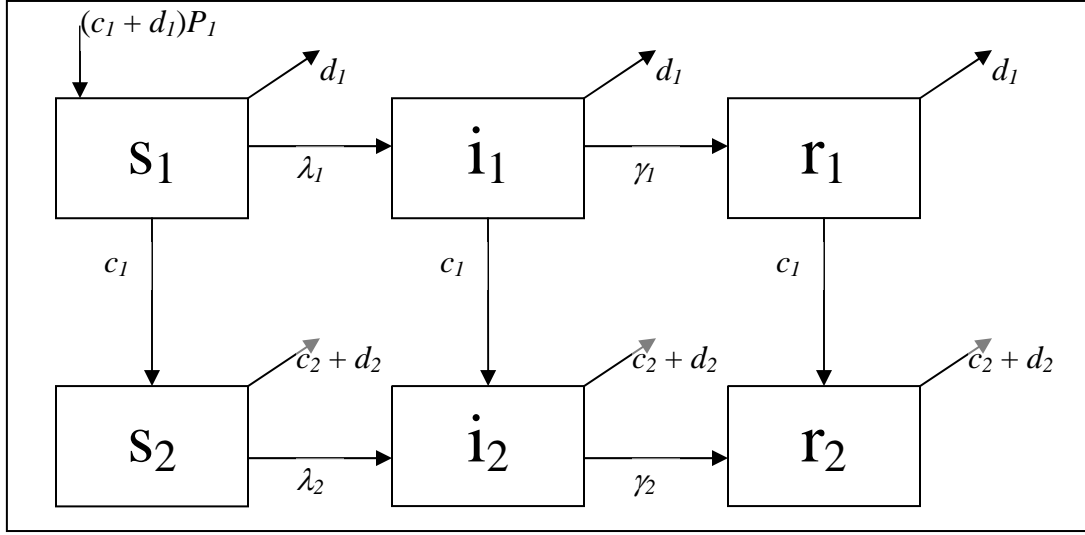 (c₁ + d₁)P₁
d₁ d₁ d₁
s₁ i₁ r₁
λ₁ γ₁
c₁ c₁ c₁
c₂ + d₂ c₂ + d₂ c₂ + d₂
s₂ i₂ r₂
λ₂ γ₂